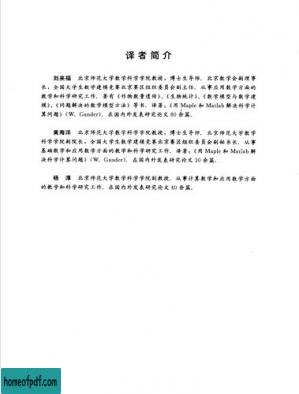 译者简介
刘来福 北京师范大学数学科学学院教授，博士生导师，北京数学会副理事
长，全国大学生数学建模竞赛北京赛区组织委员会副主任，从事应用数学方面的
教学和科学研究工作，著有《作物数量遗传》，《生物统计》，《数学模型与数学建
模》，《问题解决的数学模型方法》等书，译著：《用 Maple 和 Matlab 解决科学计
算问题》(W. Gander)，在国内外发表研究论文 80 余篇．
黄海洋 北京师范大学数学科学学院教授，博士生导师，北京师范大学数学
科学学院副院长，全国大学生数学建模竞赛北京赛区组织委员会副秘书长，从事
基础数学和应用数学方面的教学和科学研究工作，译著：《用 Maple 和 Matlab 解
决科学计算问题》(W. Gander)，在国内外发表研究论文 30 余篇．
杨淳 北京师范大学数学科学学院副教授，从事计算数学和应用数学方面
的教学和科学研究工作，在国内外发表研究论文 40 余篇．
homeofpdf.com